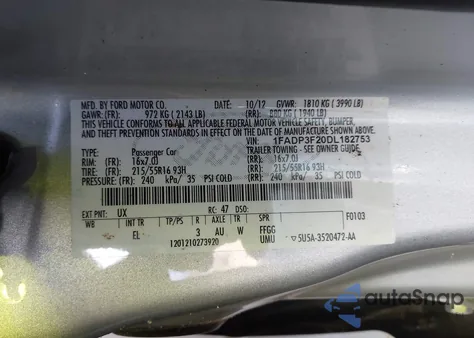 MFD. BY FORD MOTOR CO. 10/12 GVWR: 1810 KG ( 3990 LB)
GAWR: (FR): 972 KG ( 2143 LB) (RR): 880 KG ( 1940 LB)
THIS VEHICLE CONFORMS TO ALL APPLICABLE FEDERAL MOTOR VEHICLE SAFETY, BUMPER,
AND THEFT PREVENTION STANDARDS IN EFFECT ON THE DATE OF MANUFACTURE SHOWN ABOVE.
VIN: 1FADP3F20DL182753
TYPE: Passenger Car TRAILER TOWING - SEE OWNER GUIDE
RIM: (FR) 16x7.0J (RR): 16x7.0J
TIRE: (FR): 215/55R16 93H (RR): 215/55R16 93H
PRESSURE: (FR): 240 kPa/ 35 PSI COLD (RR): 240 kPa/ 35 PSI COLD
EXT PNT: UX RC: 47 DSO: F0103
WB INT TR TP/PS R AXLE TR SPR
EL 3 AU W FFGG
1201210273920 UMU 5USA-3520472-AA
autoSnap